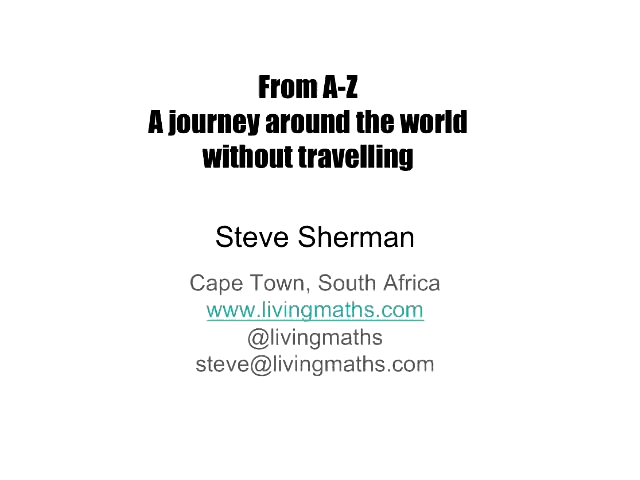 From A-Z
A journey around the world
without travelling
Steve Sherman
Cape Town, South Africa
www.livingmaths.com
@livingmaths
steve@livingmaths.com